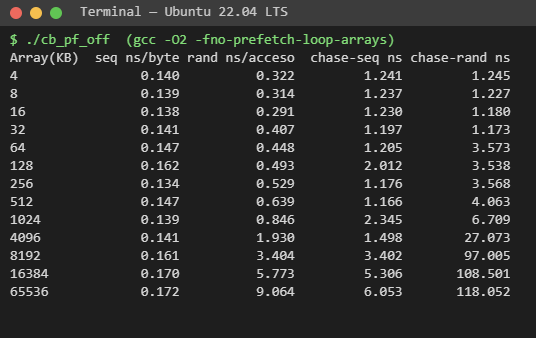 Terminal — Ubuntu 22.04 LTS
$ ./cb_pf_off  (gcc -O2 -fno-prefetch-loop-arrays)
Array(KB)  seq ns/byte rand ns/acceso  chase-seq ns chase-rand ns
4                0.140          0.322         1.241         1.245
8                0.139          0.314         1.237         1.227
16               0.138          0.291         1.230         1.180
32               0.141          0.407         1.197         1.173
64               0.147          0.448         1.205         3.573
128              0.162          0.493         2.012         3.538
256              0.134          0.529         1.176         3.568
512              0.147          0.639         1.166         4.063
1024             0.139          0.846         2.345         6.709
4096             0.141          1.930         1.498        27.073
8192             0.161          3.404         3.402        97.005
16384            0.170          5.773         5.306       108.501
65536            0.172          9.064         6.053       118.052